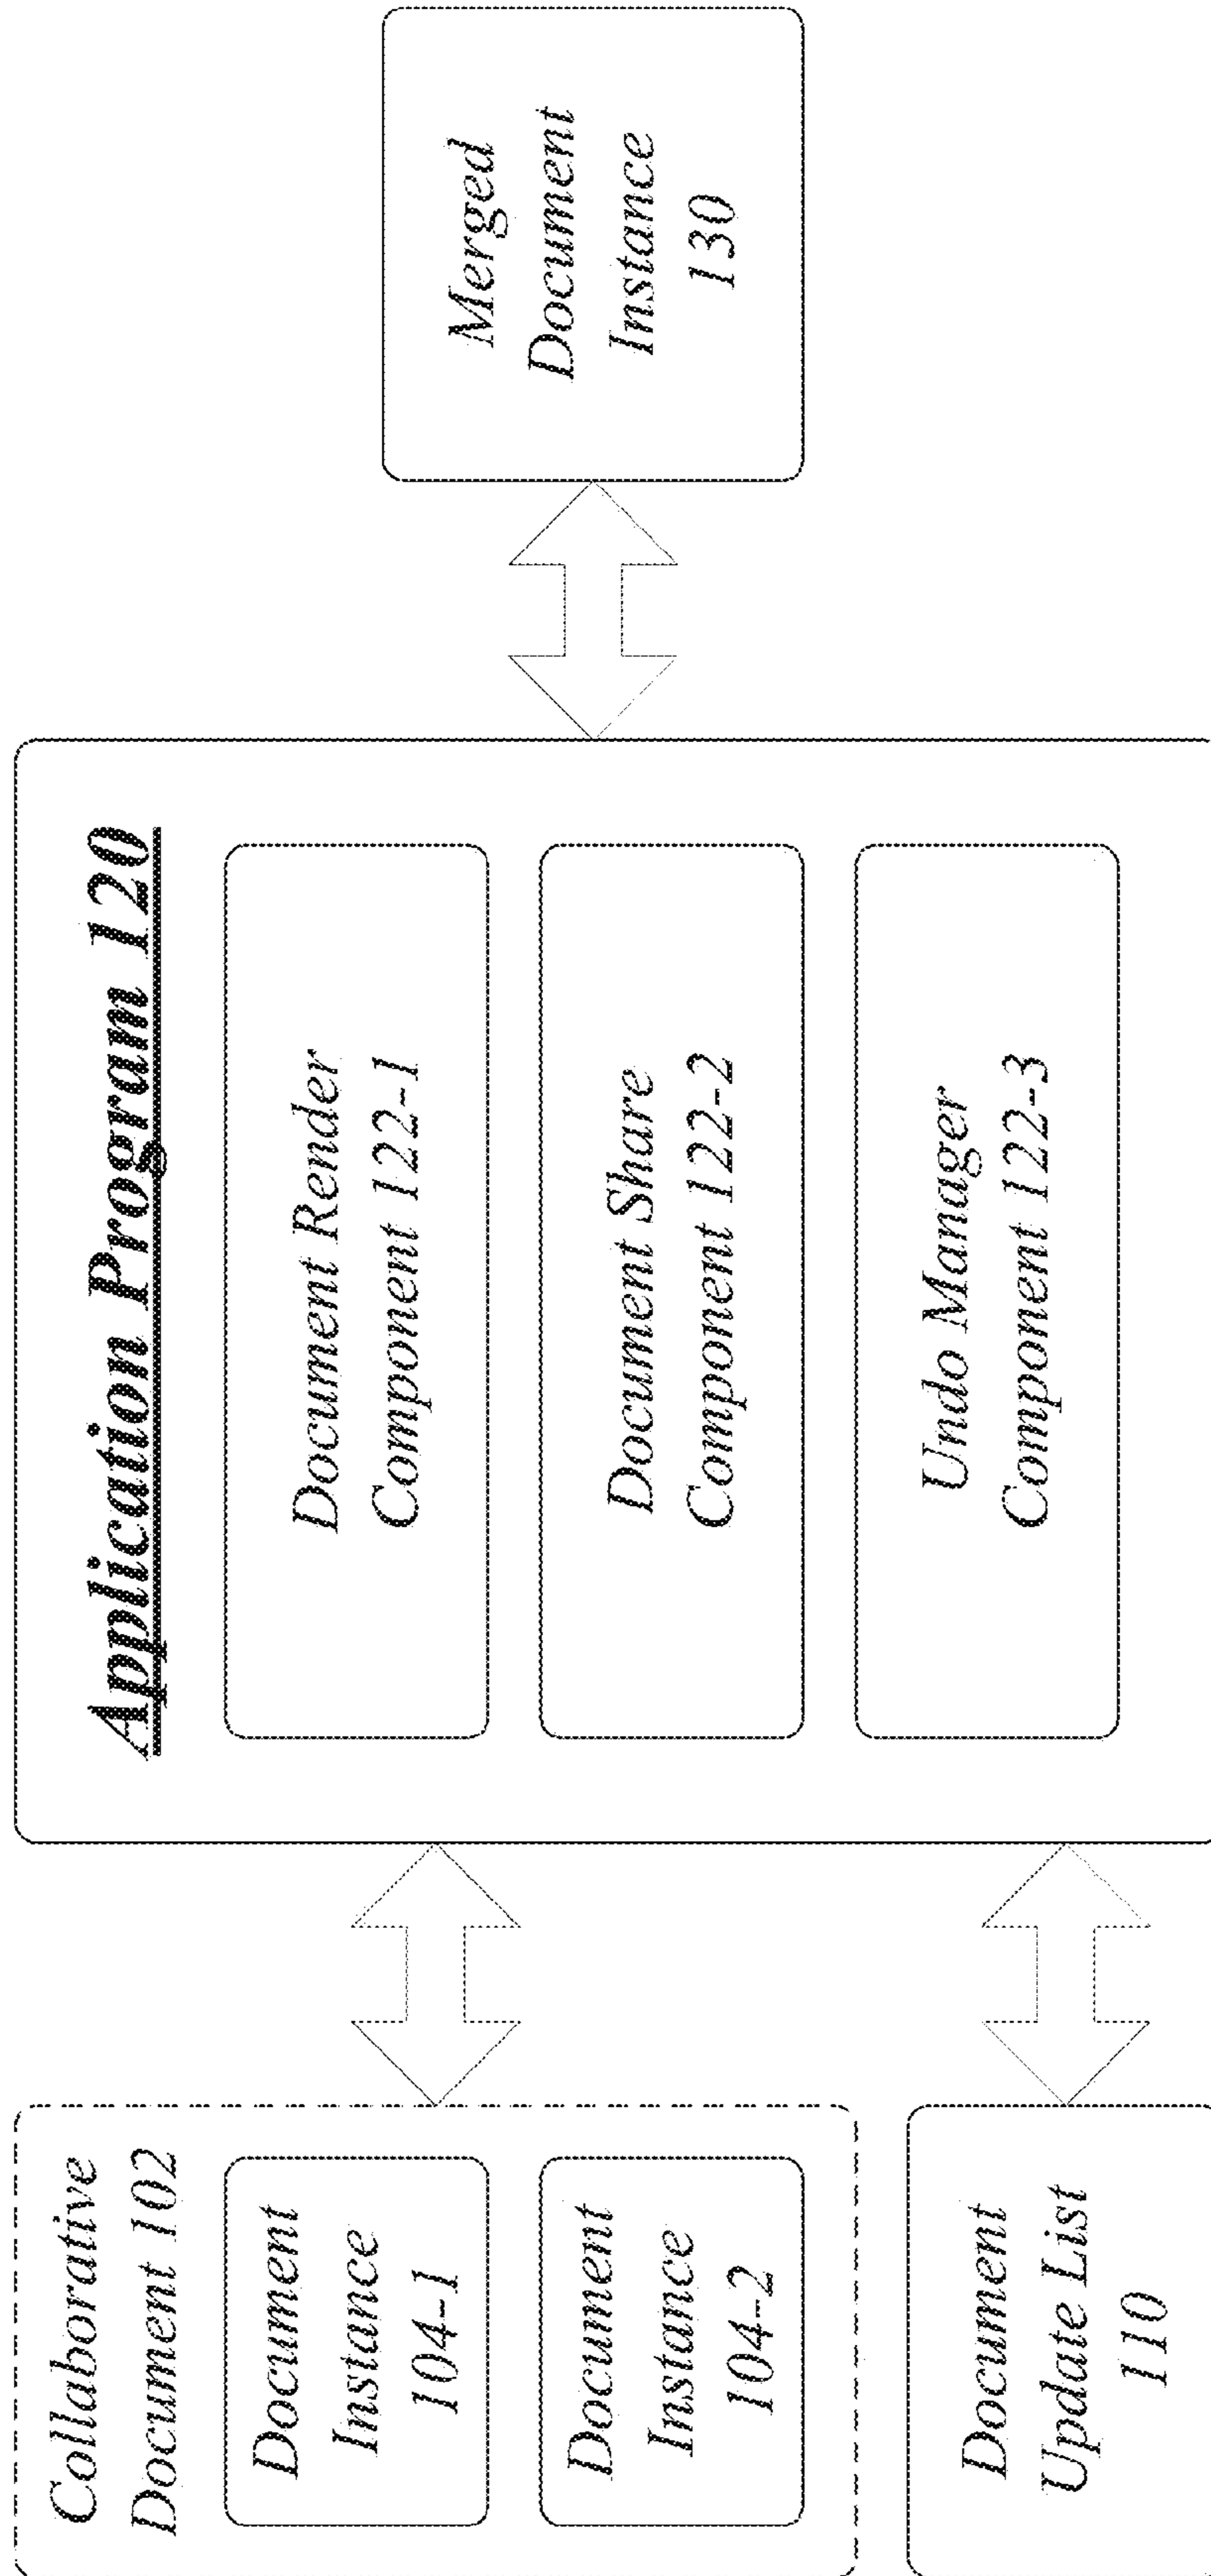 Collaborative
Document 102
Document
Instance
104-1
Document
Instance
104-2
Document
Update List
110
Application Program 120
Document Render
Component 122-1
Document Share
Component 122-2
Undo Manager
Component 122-3
Merged
Document
Instance
130